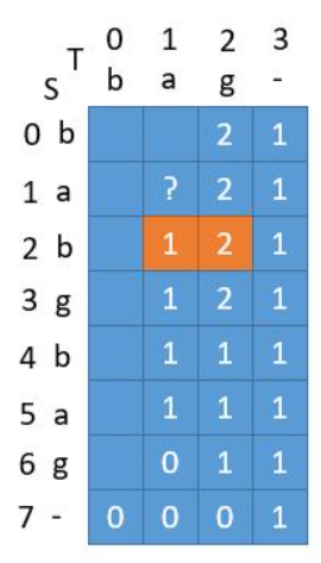 T 0 1 2 3
S b a g -
0 b 2 1
1 a ? 2 1
2 b 1 2 1
3 g 1 2 1
4 b 1 1 1
5 a 1 1 1
6 g 0 1 1
7 - 0 0 0 1